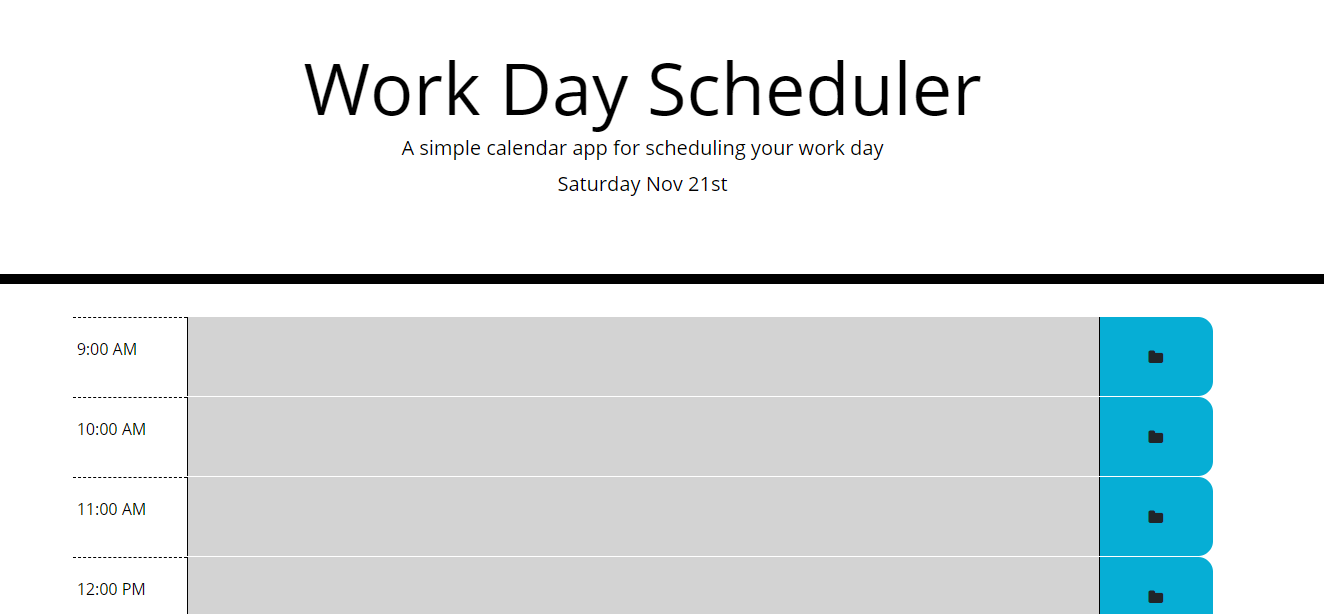 Work Day Scheduler
A simple calendar app for scheduling your work day
Saturday Nov 21st
9:00 AM
10:00 AM
11:00 AM
12:00 PM